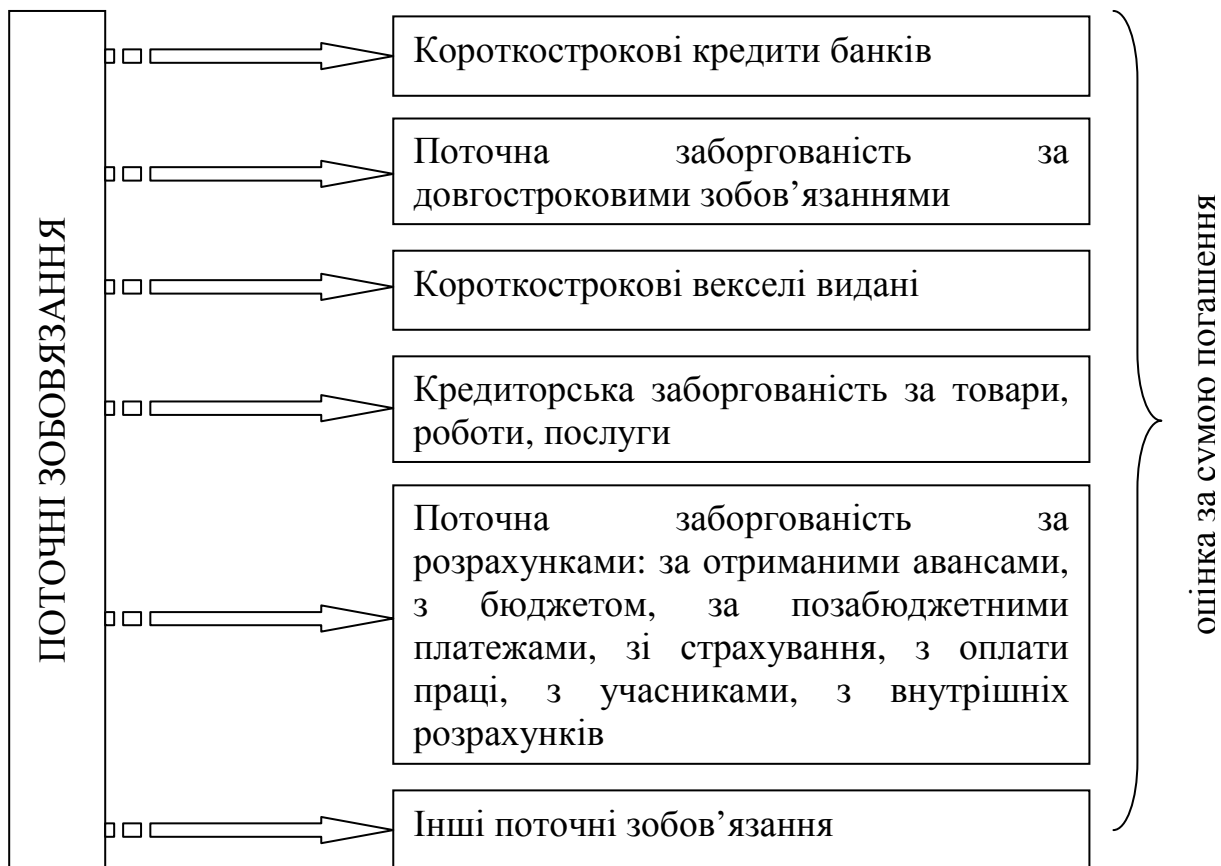 ПОТОЧНІ ЗОБОВЯЗАННЯ
Короткострокові кредити банків
Поточна заборгованість за
довгостроковими зобов’язаннями
Короткострокові векселі видані
Кредиторська заборгованість за товари,
роботи, послуги
Поточна заборгованість за
розрахунками: за отриманими авансами,
з бюджетом, за позабюджетними
платежами, зі страхування, з оплати
праці, з учасниками, з внутрішніх
розрахунків
Інші поточні зобов’язання
оцінка за сумою погашення